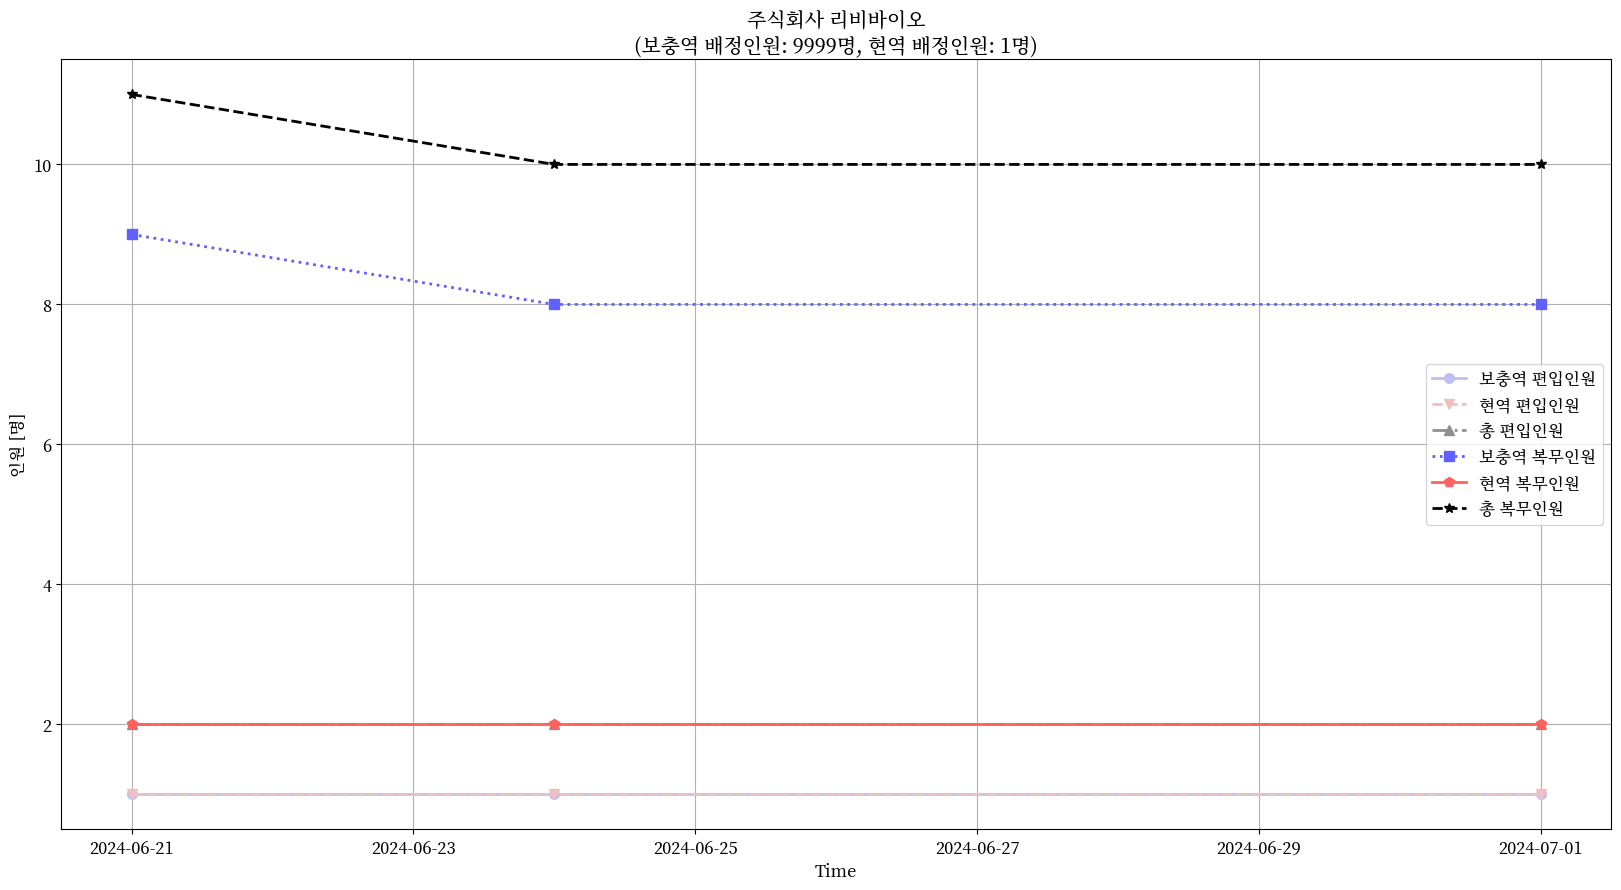 주식회사 리비바이오
(보충역 배정인원: 9999명, 현역 배정인원: 1명)
인원 [명]
10
8
6
4
2
보충역 편입인원
현역 편입인원
총 편입인원
보충역 복무인원
현역 복무인원
총 복무인원
2024-06-21
2024-06-23
2024-06-25
2024-06-27
2024-06-29
2024-07-01
Time